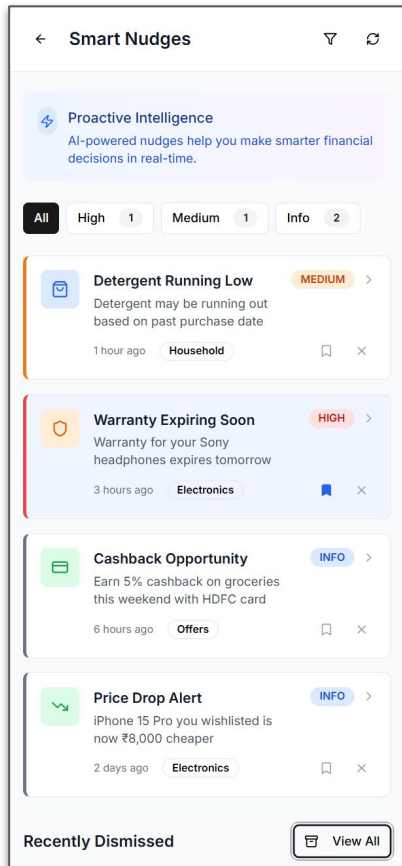 Smart Nudges
Proactive Intelligence
AI-powered nudges help you make smarter financial
decisions in real-time.
All High 1 Medium 1 Info 2
Detergent Running Low MEDIUM
Detergent may be running out
based on past purchase date
1 hour ago Household
Warranty Expiring Soon HIGH
Warranty for your Sony
headphones expires tomorrow
3 hours ago Electronics
Cashback Opportunity INFO
Earn 5% cashback on groceries
this weekend with HDFC card
6 hours ago Offers
Price Drop Alert INFO
iPhone 15 Pro you wishlisted is
now ₹8,000 cheaper
2 days ago Electronics
Recently Dismissed View All